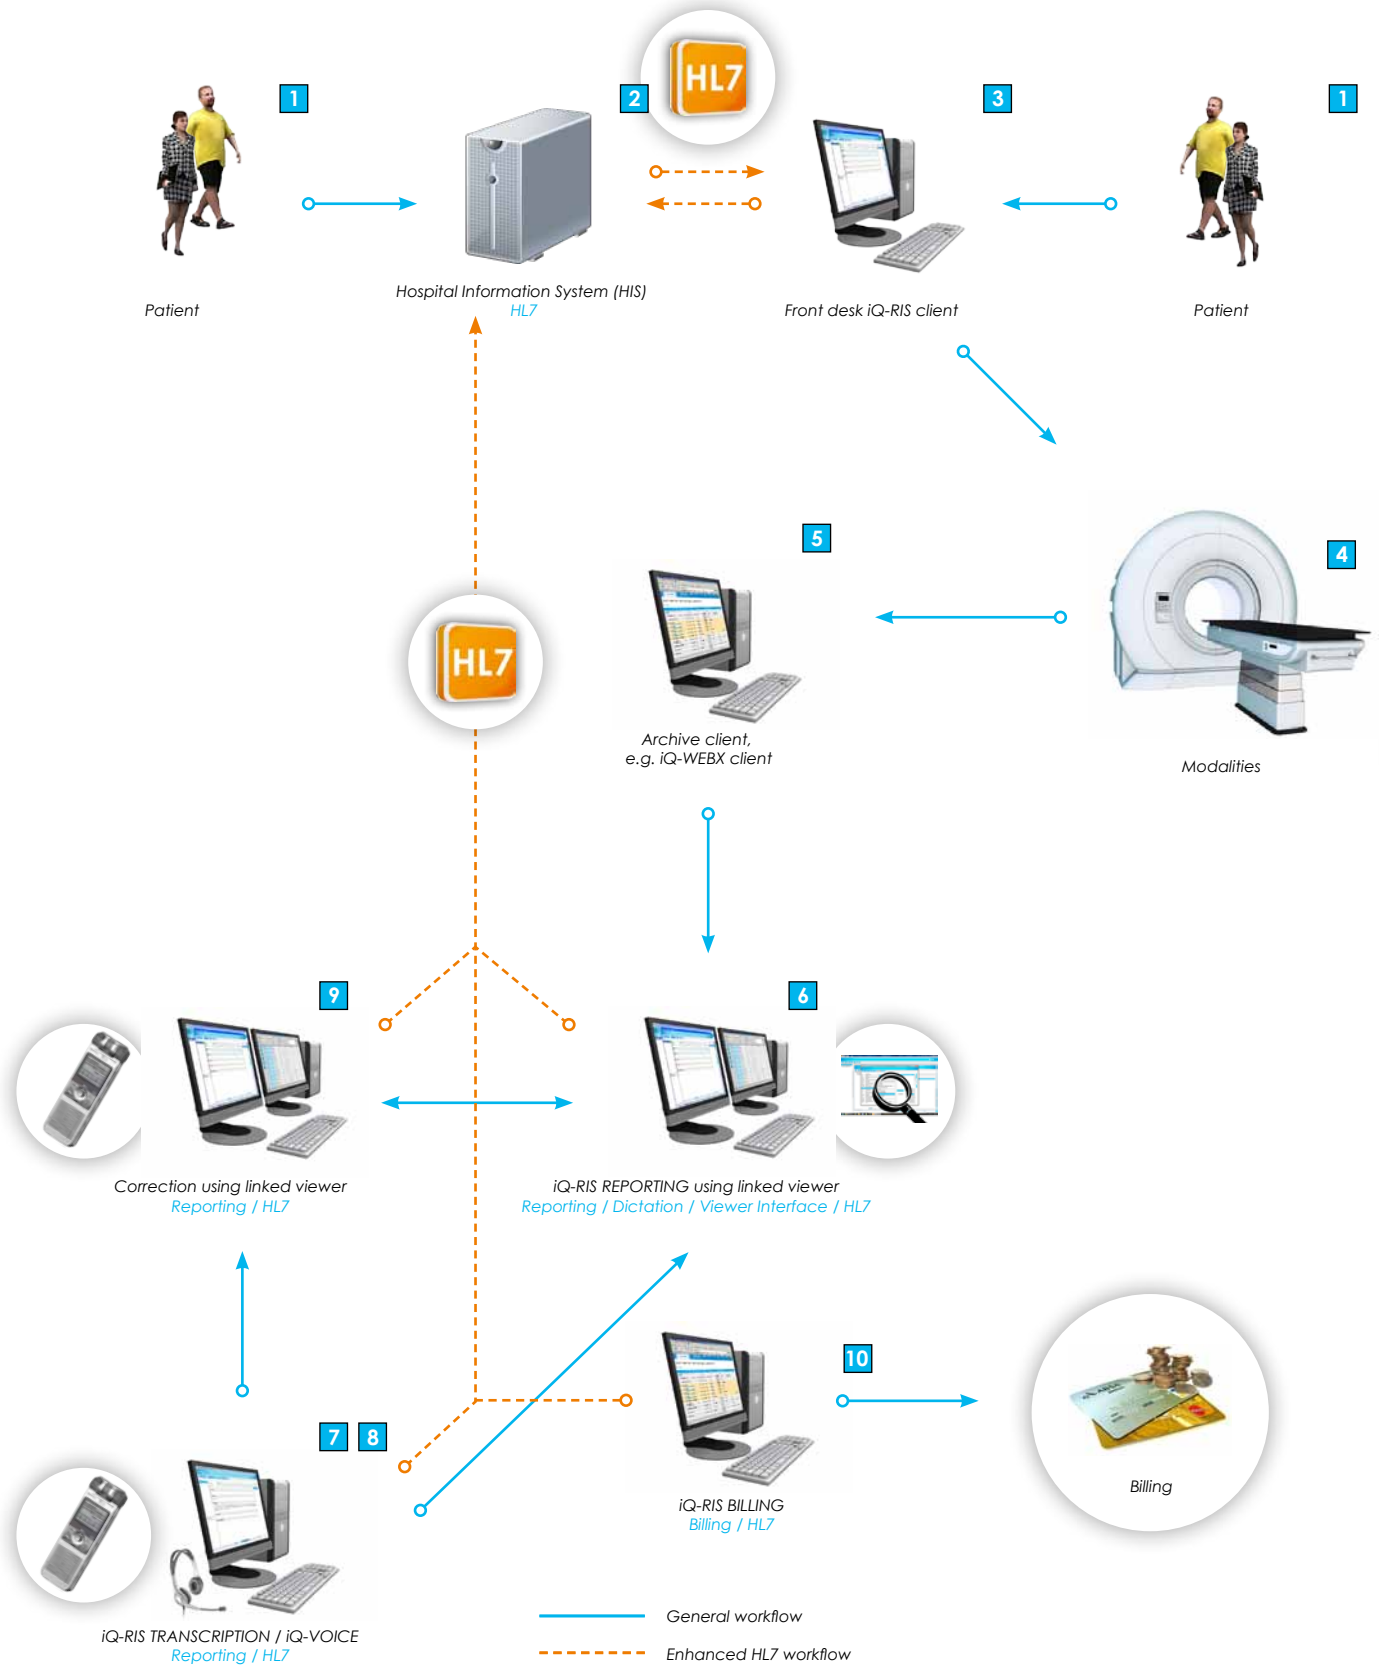 HL7
1
2
3
1
Patient
Hospital Information System (HIS)
HL7
Front desk iQ-RIS client
Patient
5
4
HL7
Archive client,
e.g. iQ-WEBX client
Modalities
9
6
Correction using linked viewer
Reporting / HL7
iQ-RIS REPORTING using linked viewer
Reporting / Dictation / Viewer Interface / HL7
10
7 8
Billing
iQ-RIS BILLING
Billing / HL7
General workflow
iQ-RIS TRANSCRIPTION / iQ-VOICE
Reporting / HL7
Enhanced HL7 workflow